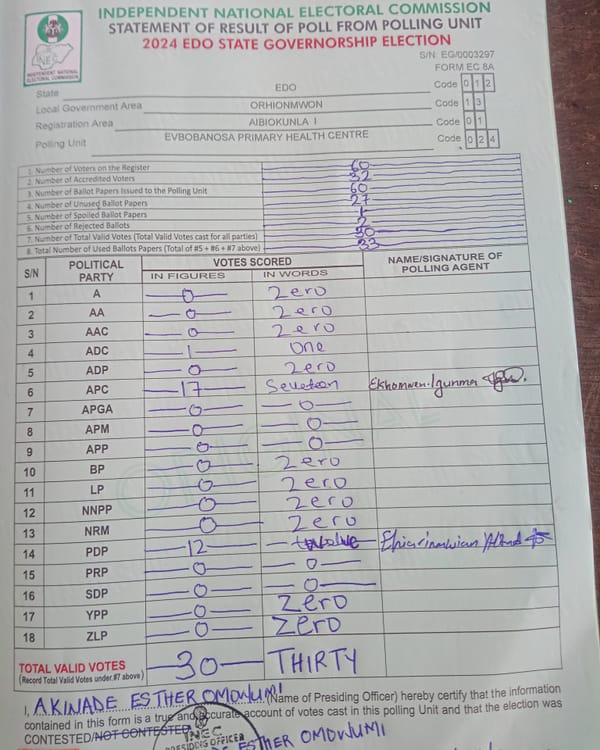 INDEPENDENT NATIONAL ELECTORAL COMMISSION
STATEMENT OF RESULT OF POLL FROM POLLING UNIT
2024 EDO STATE GOVERNORSHIP ELECTION
INEC
INDEPENDENT NATIONAL ELECTORAL COMMISSION
S/N: EG/0003297
FORM EC 8A
State EDO Code 0 1 2
Local Government Area ORHIONMWON Code 1 3
Registration Area AIBIOKUNLA I Code 0 1
Polling Unit EVBOBANOSA PRIMARY HEALTH CENTRE Code 0 2 4
1. Number of Voters on the Register 60
2. Number of Accredited Voters 32
3. Number of Ballot Papers Issued to the Polling Unit 60
4. Number of Unused Ballot Papers 27
5. Number of Spoiled Ballot Papers
6. Number of Rejected Ballots
7. Number of Total Valid Votes (Total Valid Votes cast for all parties) 30
8. Total Number of Used Ballots Papers (Total of #5 + #6 + #7 above) 33
S/N POLITICAL PARTY VOTES SCORED NAME/SIGNATURE OF POLLING AGENT
IN FIGURES IN WORDS
1 A 0 Zero
2 AA 0 Zero
3 AAC 0 Zero
4 ADC 1 One
5 ADP 0 Zero
6 APC 17
7 APGA 0 0
8 APM 0 0
9 APP 0 0
10 BP 0 Zero
11 LP 0 Zero
12 NNPP 0 Zero
13 NRM 0 Zero
14 PDP 12
15 PRP 0 0
16 SDP 0 0
17 YPP 0 Zero
18 ZLP 0 Zero
TOTAL VALID VOTES 30 THIRTY
(Record Total Valid Votes under #7 above)
I, AKINADE ESTHER OMOWUMI (Name of Presiding Officer) hereby certify that the information
contained in this form is a true and accurate account of votes cast in this polling Unit and that the election was
CONTESTED/NOT CONTESTED
INEC
PRESIDING OFFICER
ESTHER OMOWUMI